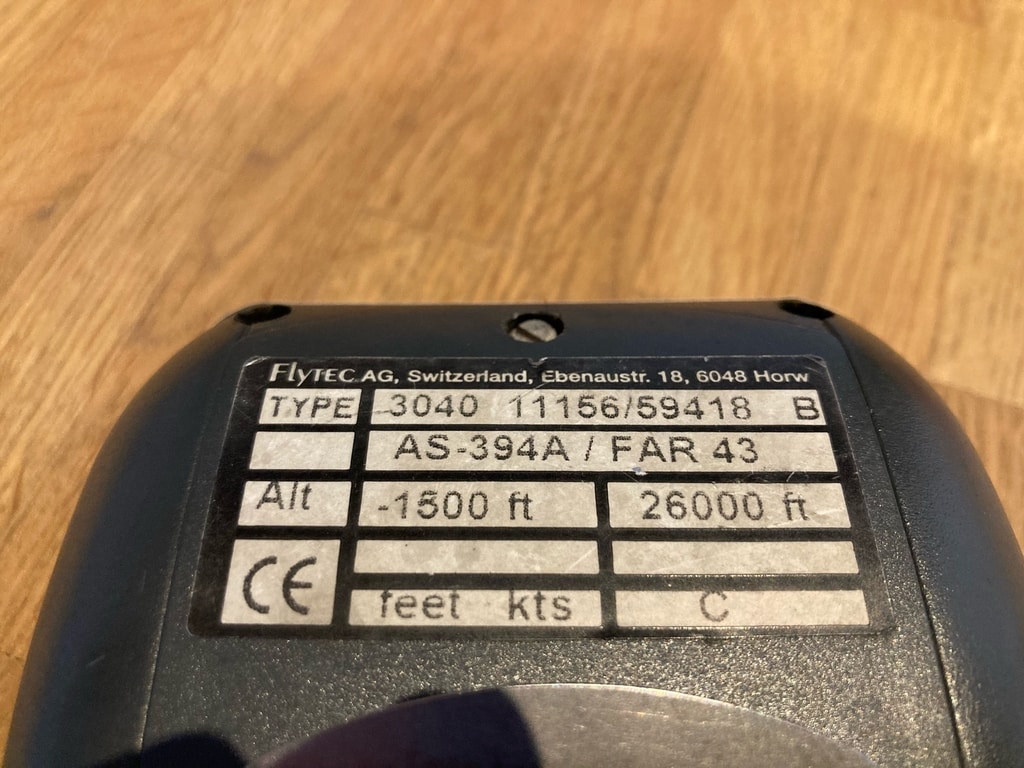 FlyTEC AG, Switzerland, Ebenaustr. 18, 6048 Horw
TYPE 3040 11156/59418 B
AS-394A / FAR 43
Alt -1500 ft 26000 ft
CE
feet kts C